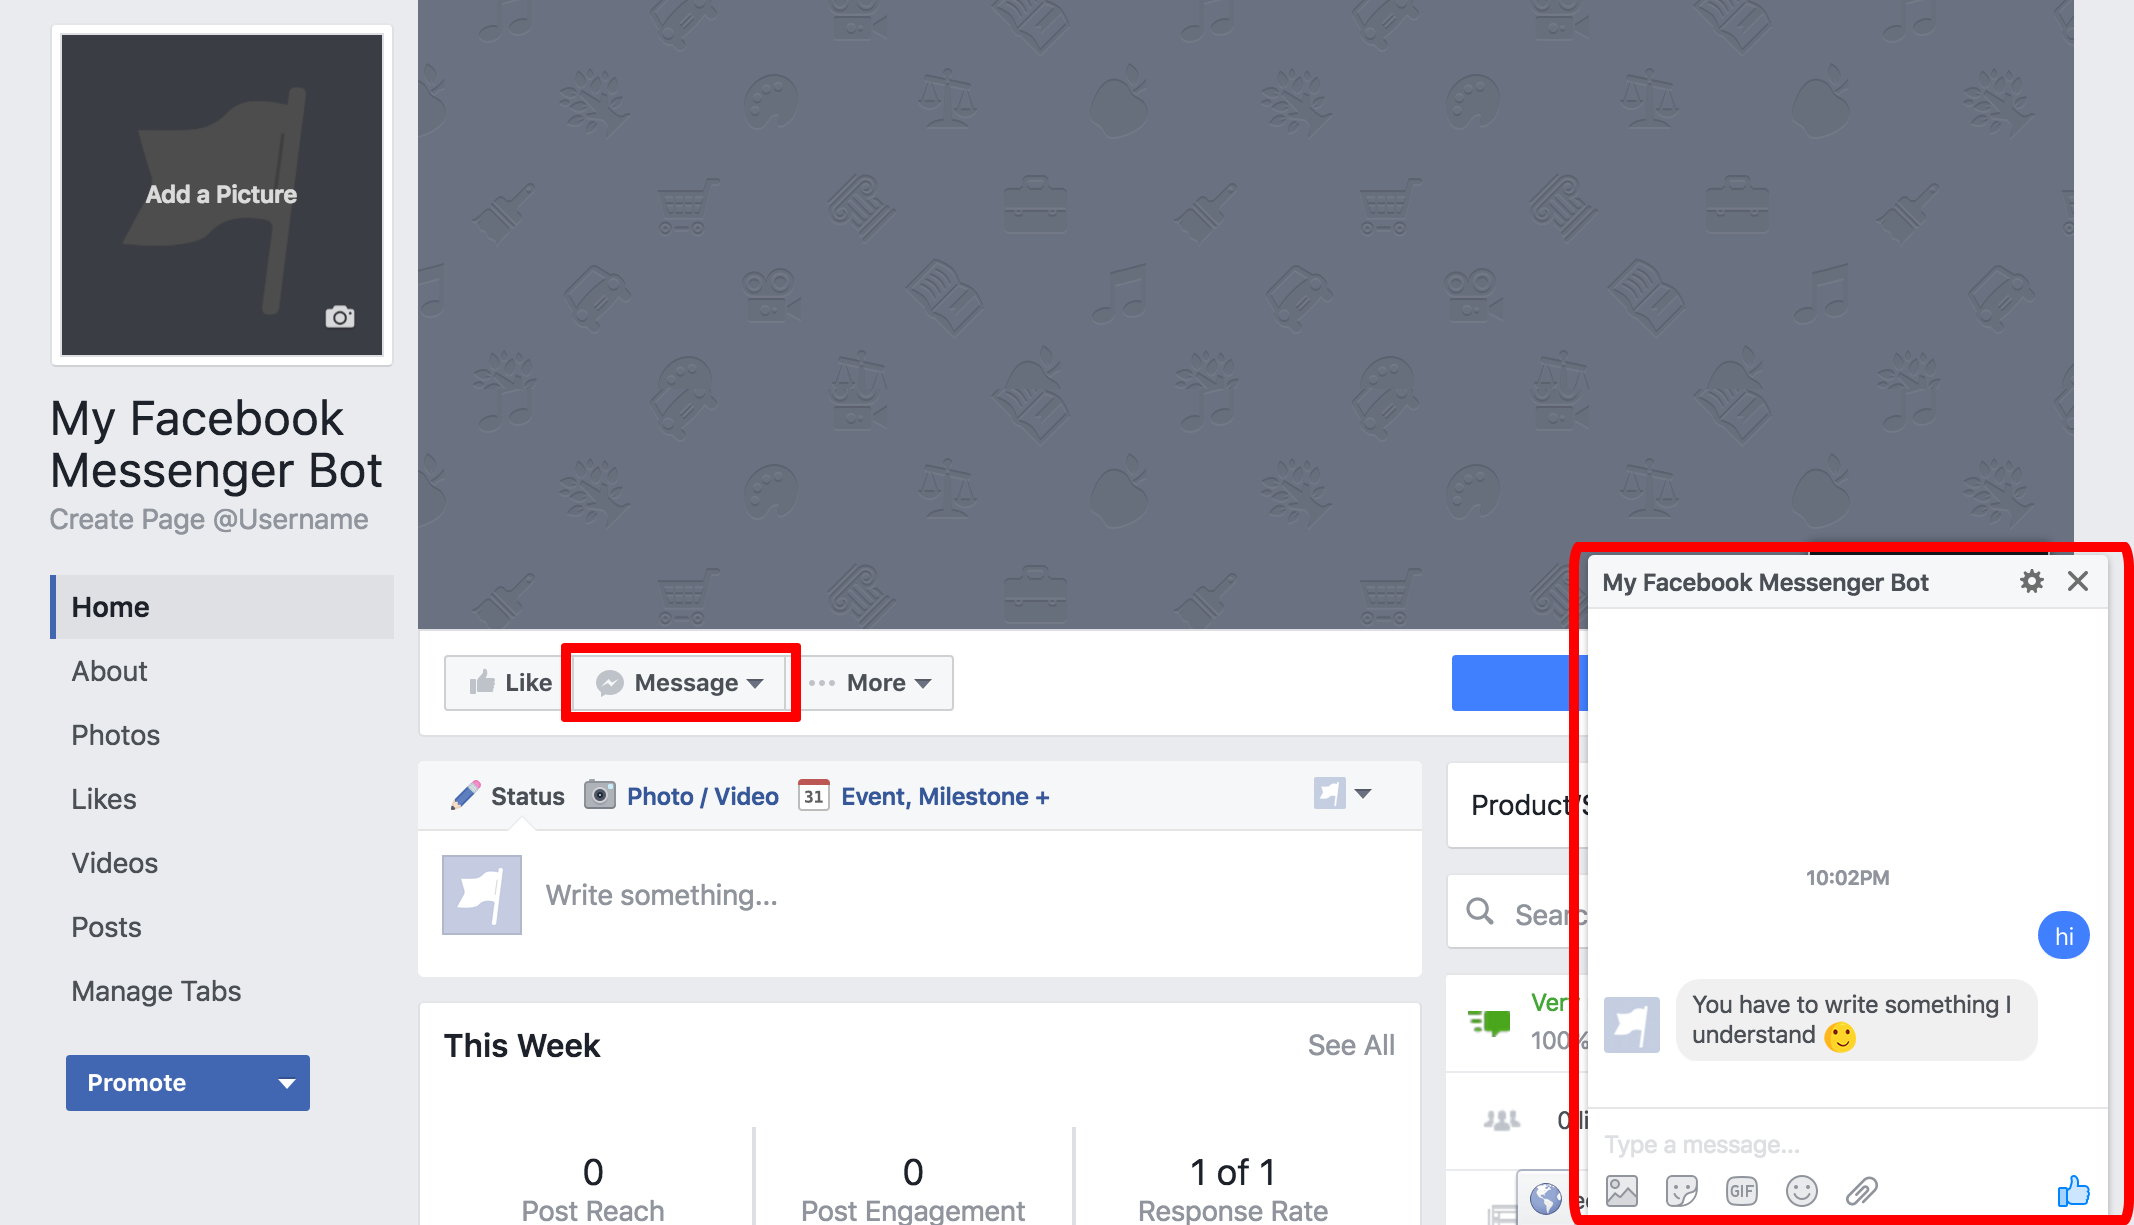 Add a Picture
My Facebook
Messenger Bot
Create Page @Username
Home
About
Photos
Likes
Videos
Posts
Manage Tabs
Promote
Like
Message
More
Status
Photo / Video
31
Event, Milestone +
Write something...
This Week
See All
0
Post Reach
0
Post Engagement
1 of 1
Response Rate
Product/S
Searc
Very
100%
0 li
My Facebook Messenger Bot
10:02PM
hi
You have to write something I
understand 🙂
Type a message...
GIF